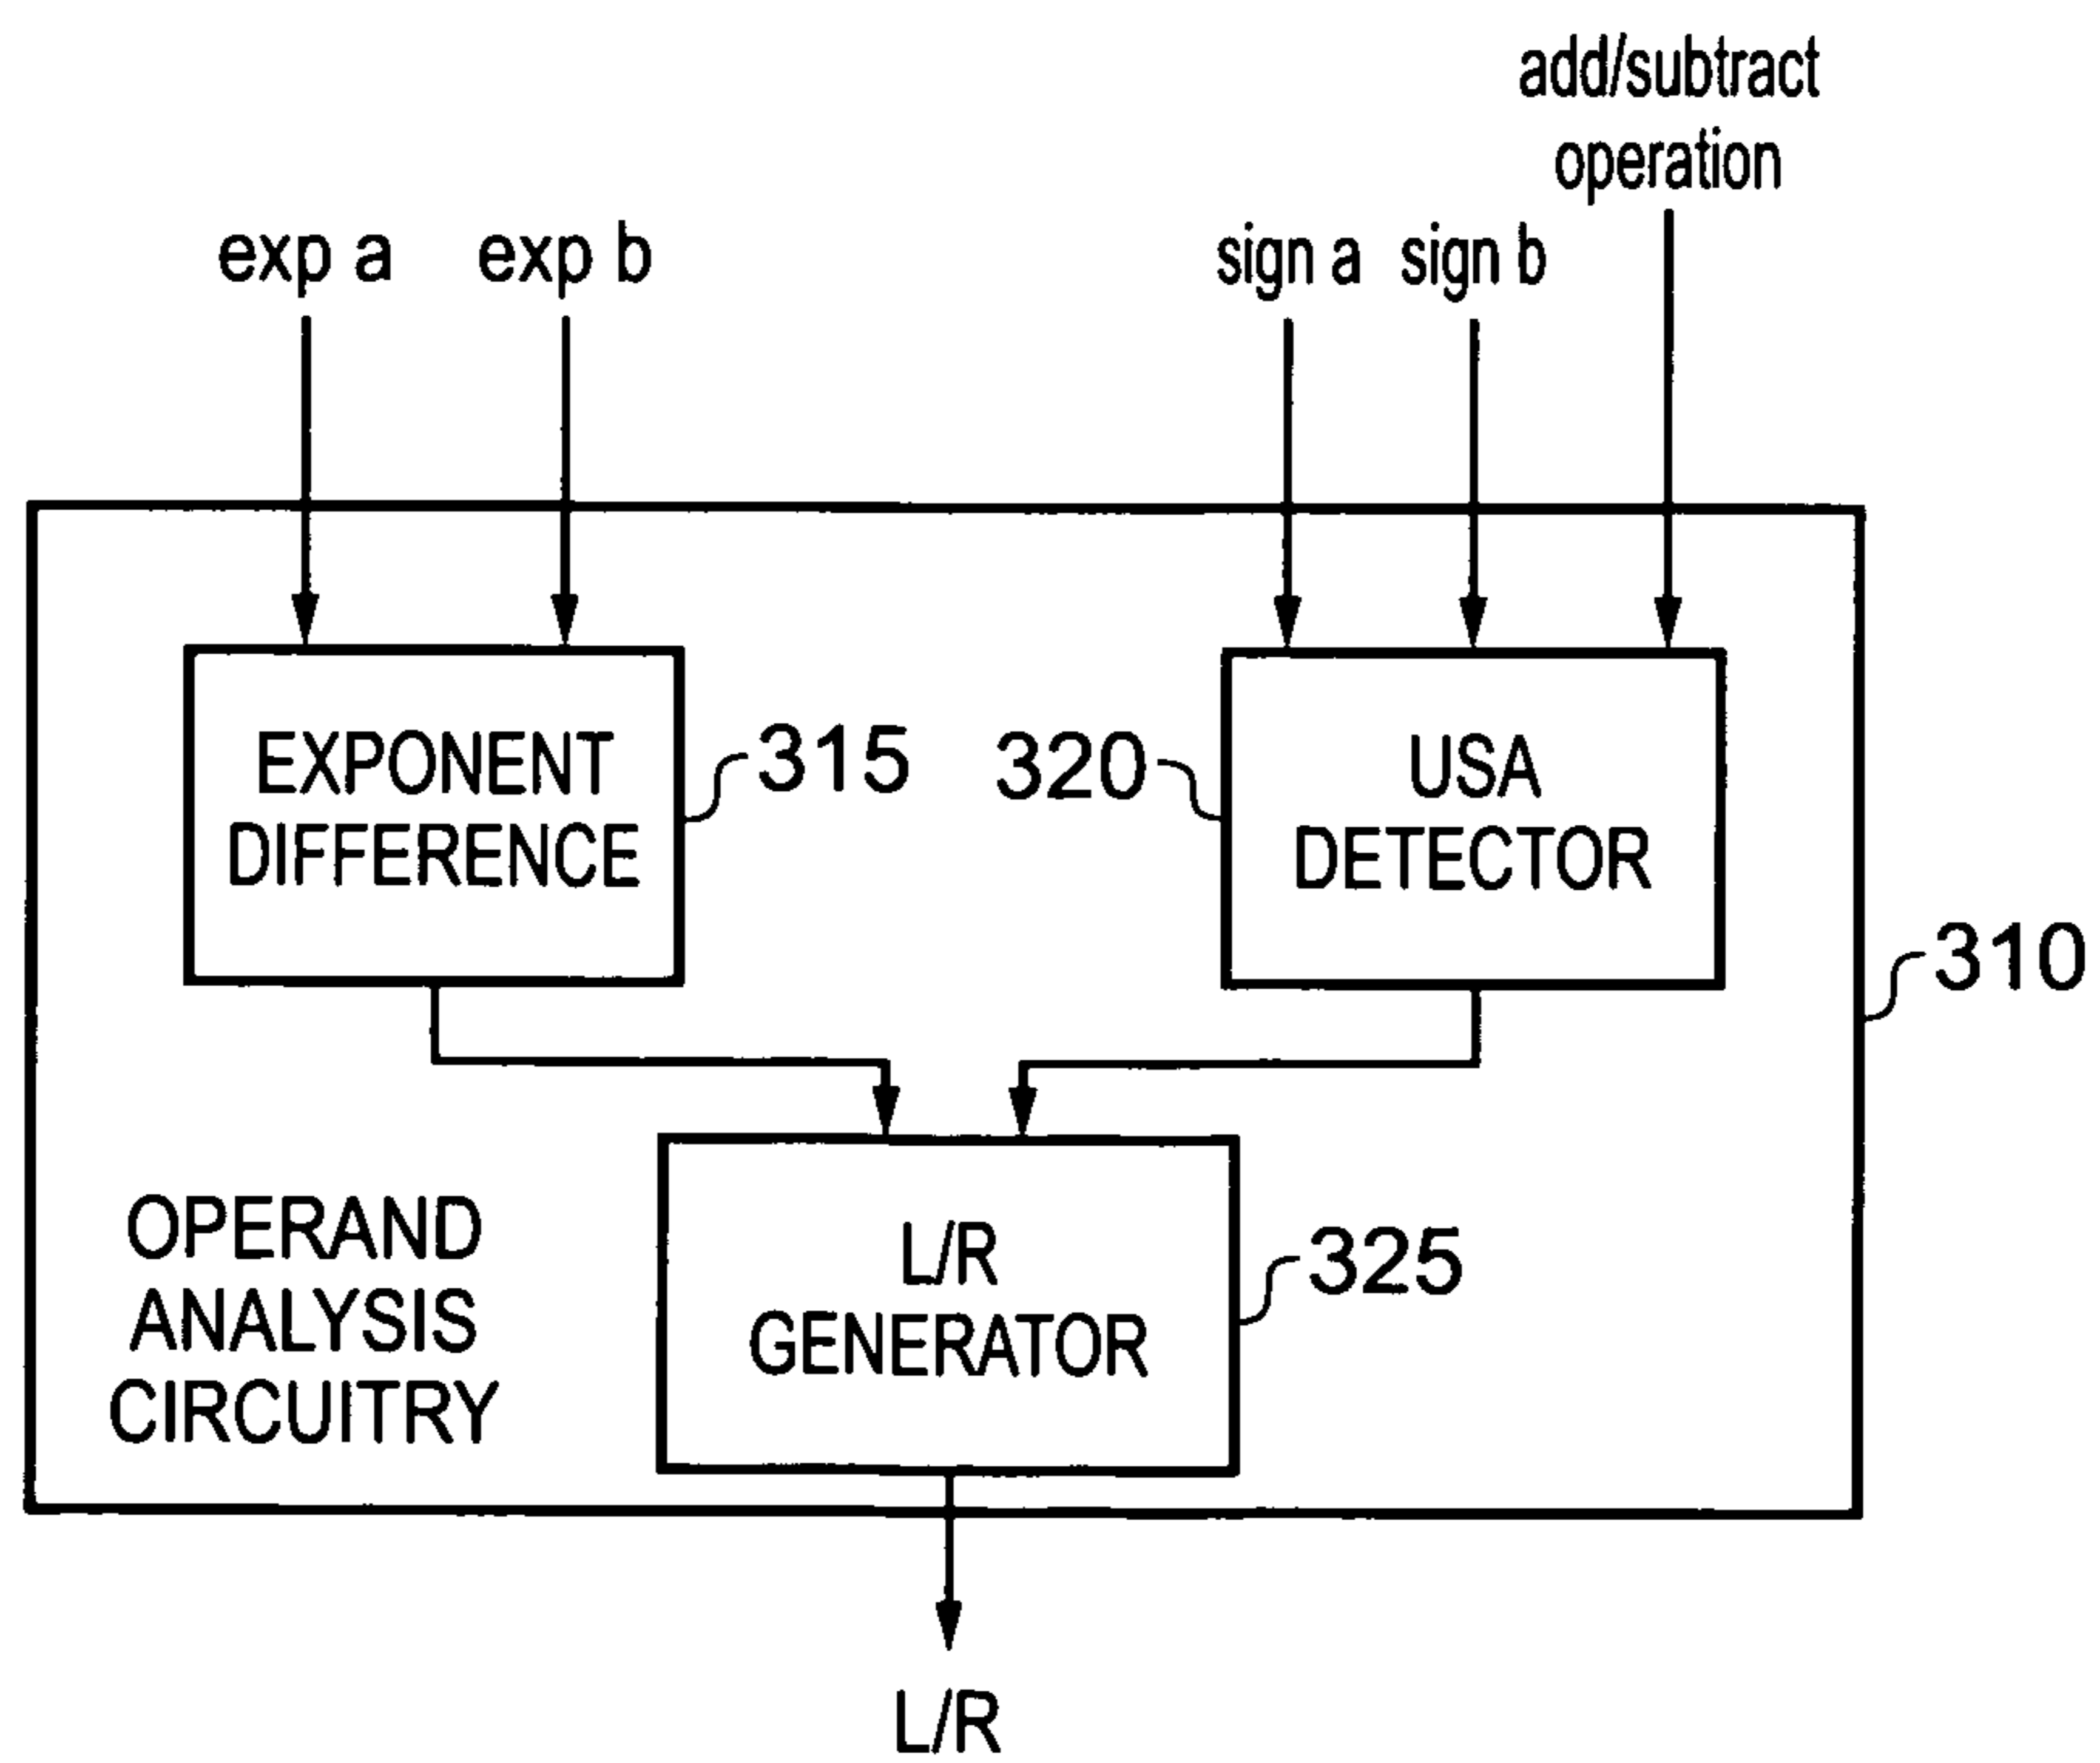 add/subtract
operation
exp a exp b
sign a sign b
EXPONENT
DIFFERENCE
315
320
USA
DETECTOR
310
OPERAND
ANALYSIS
CIRCUITRY
L/R
GENERATOR
325
L/R